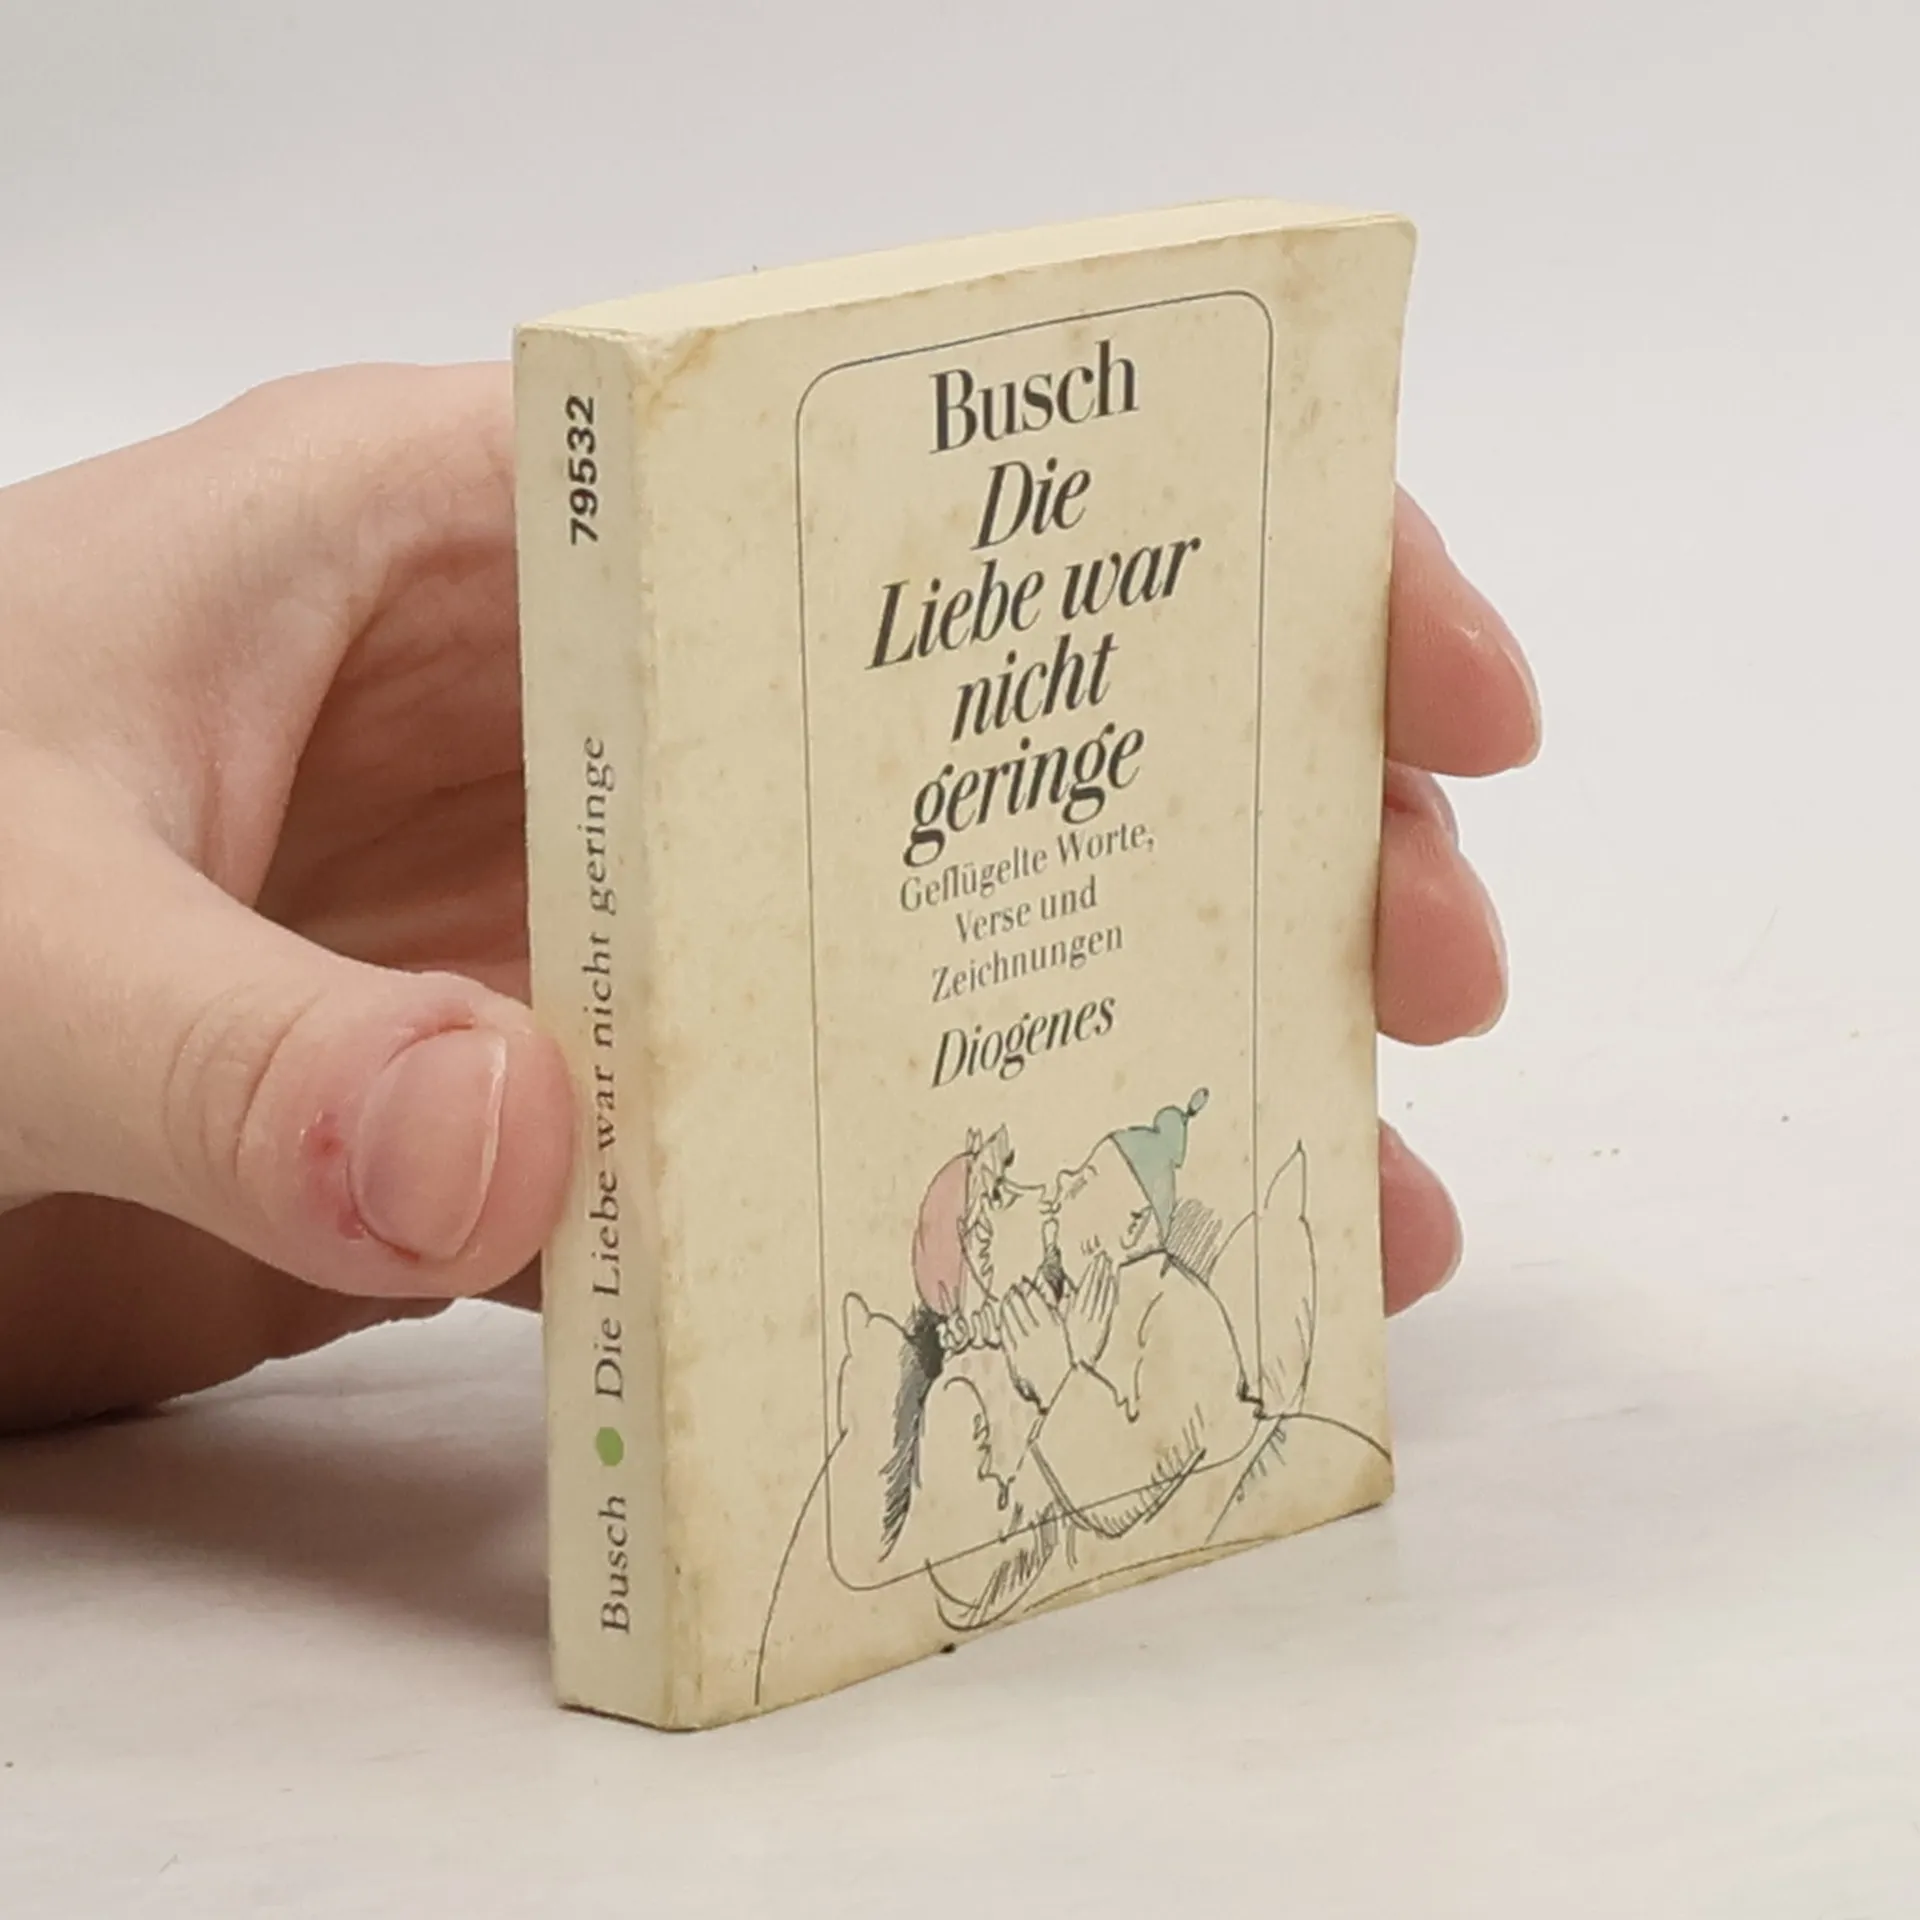 Busch
Die
Liebe war
nicht
geringe
Geflügelte Worte,
Verse und
Zeichnungen
Diogenes
Busch ● Die Liebe war nicht geringe
79532